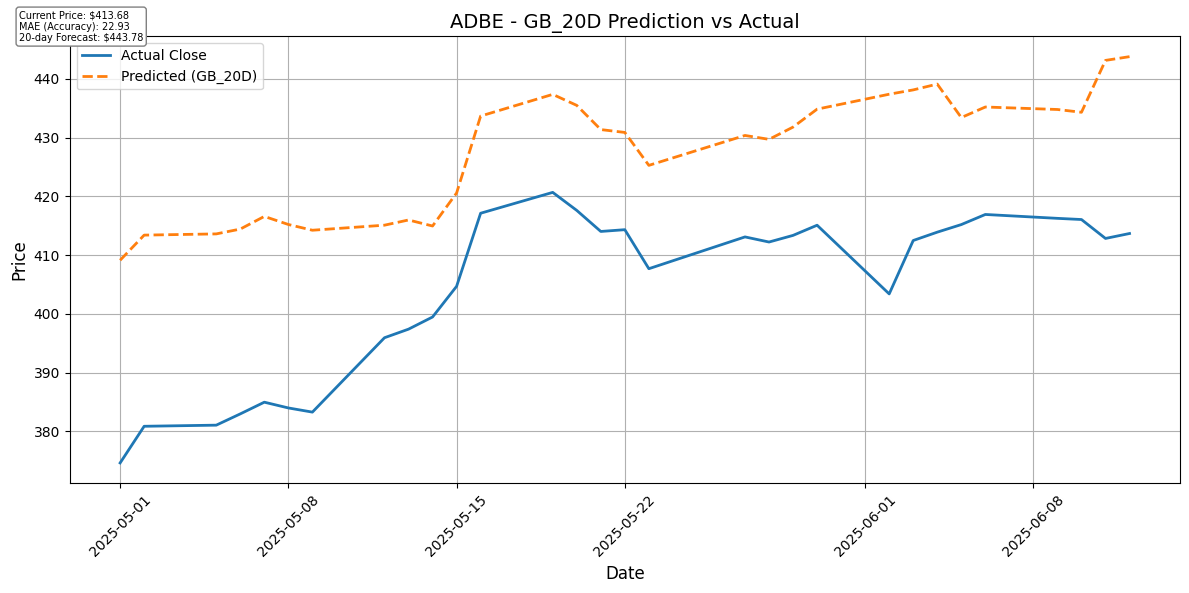 ADBE - GB_20D Prediction vs Actual
Current Price: $413.68
MAE (Accuracy): 22.93
20-day Forecast: $443.78
Actual Close
Predicted (GB_20D)
Price
440
430
420
410
400
390
380
2025-05-01
2025-05-08
2025-05-15
2025-05-22
2025-06-01
2025-06-08
Date